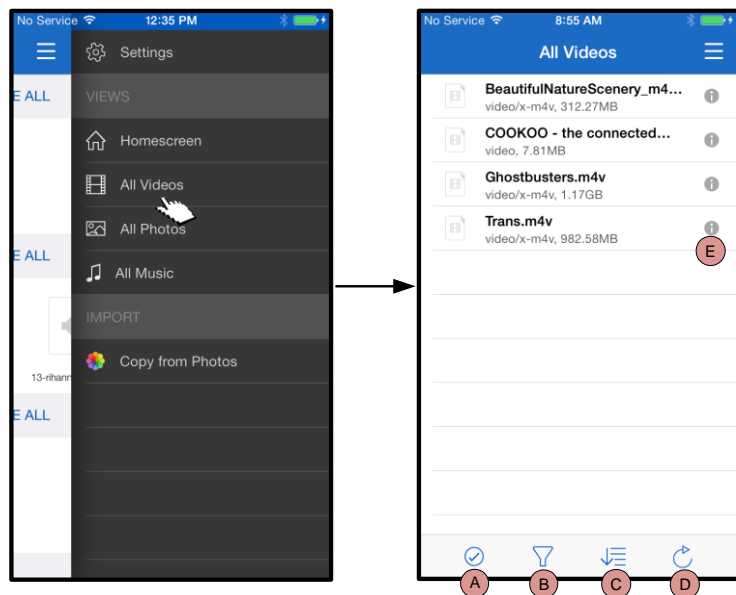 No Service 12:35 PM
Settings
E ALL
VIEWS
Homescreen
All Videos
All Photos
E ALL
All Music
IMPORT
13-rihann
Copy from Photos
E ALL
No Service 8:55 AM
All Videos
BeautifulNatureScenery_m4...
video/x-m4v, 312.27MB
COOKOO - the connected...
video, 7.81MB
Ghostbusters.m4v
video/x-m4v, 1.17GB
Trans.m4v
video/x-m4v, 982.58MB
E
A B C D